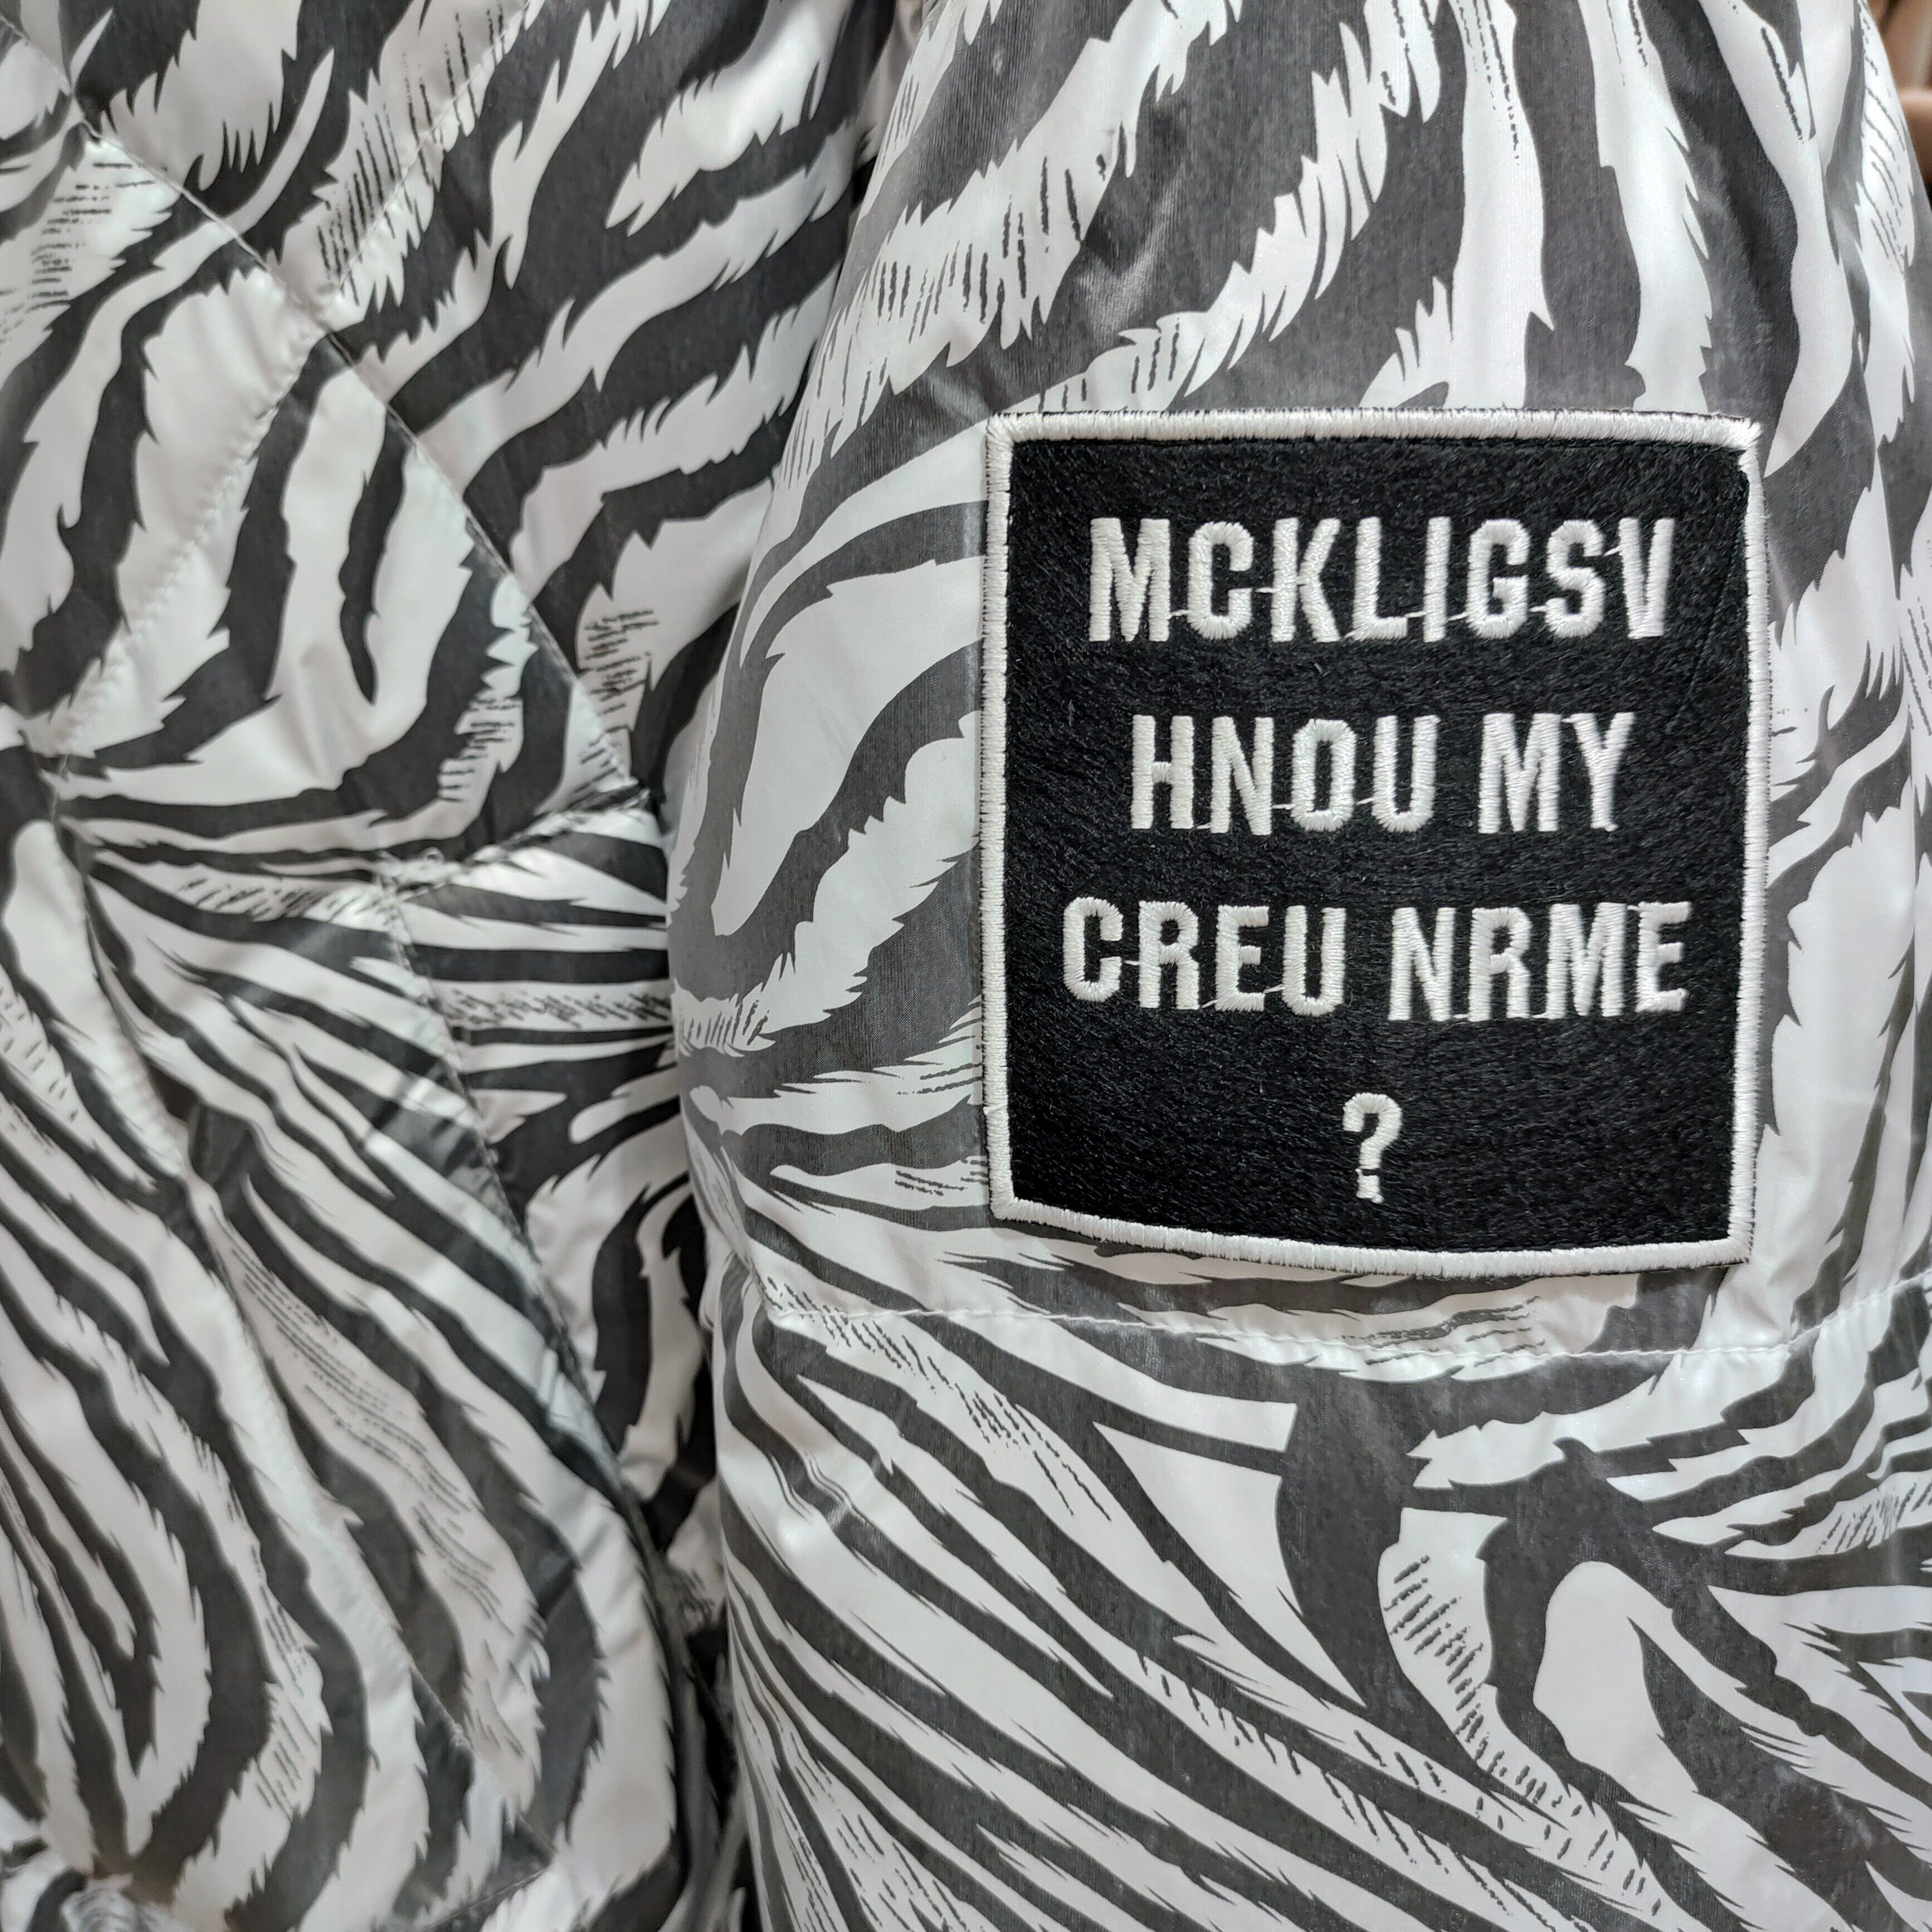 MCKLIGSV
HNOU MY
CREU NRME
?